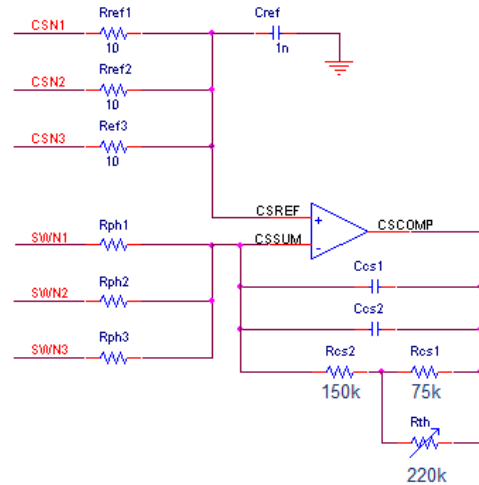 CSN1
Rref1
10
Cref
1n
CSN2
Rref2
10
CSN3
Rref3
10
CSREF
+
CSSUM
-
CSCOMP
SWN1
Rph1
SWN2
Rph2
SWN3
Rph3
Ccs1
Ccs2
Rcs2
150k
Rcs1
75k
Rth
220k